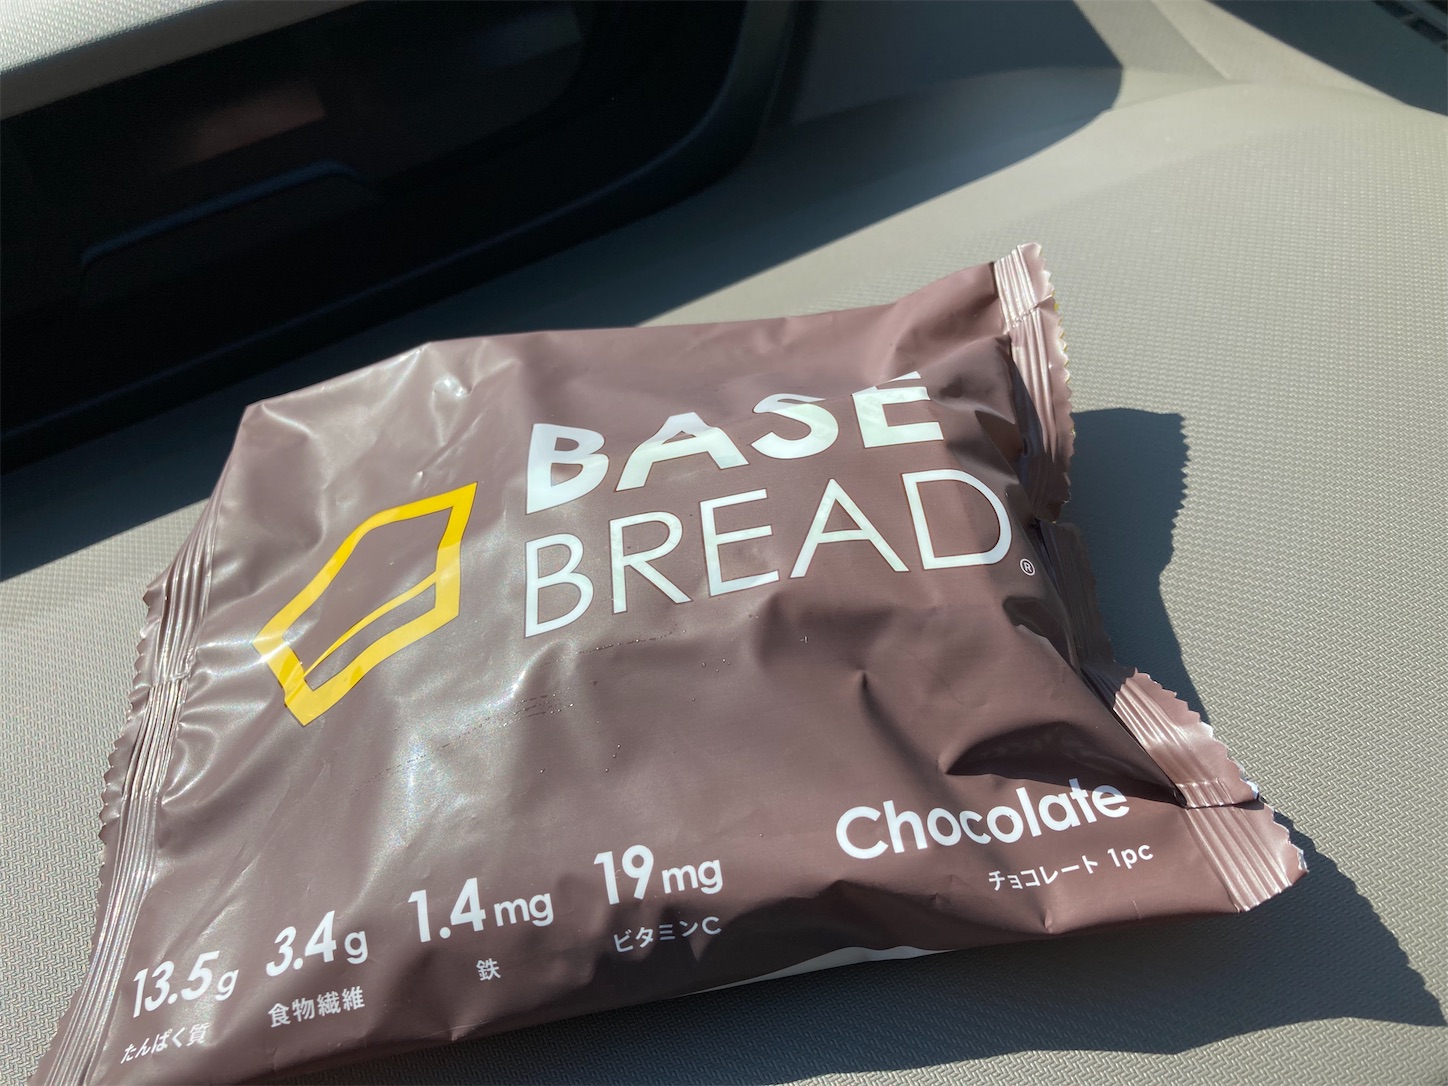 BASE
BREAD®
Chocolate
チョコレート 1pc
13.5g
たんぱく質
3.4g
食物繊維
1.4mg
鉄
19mg
ビタミンC